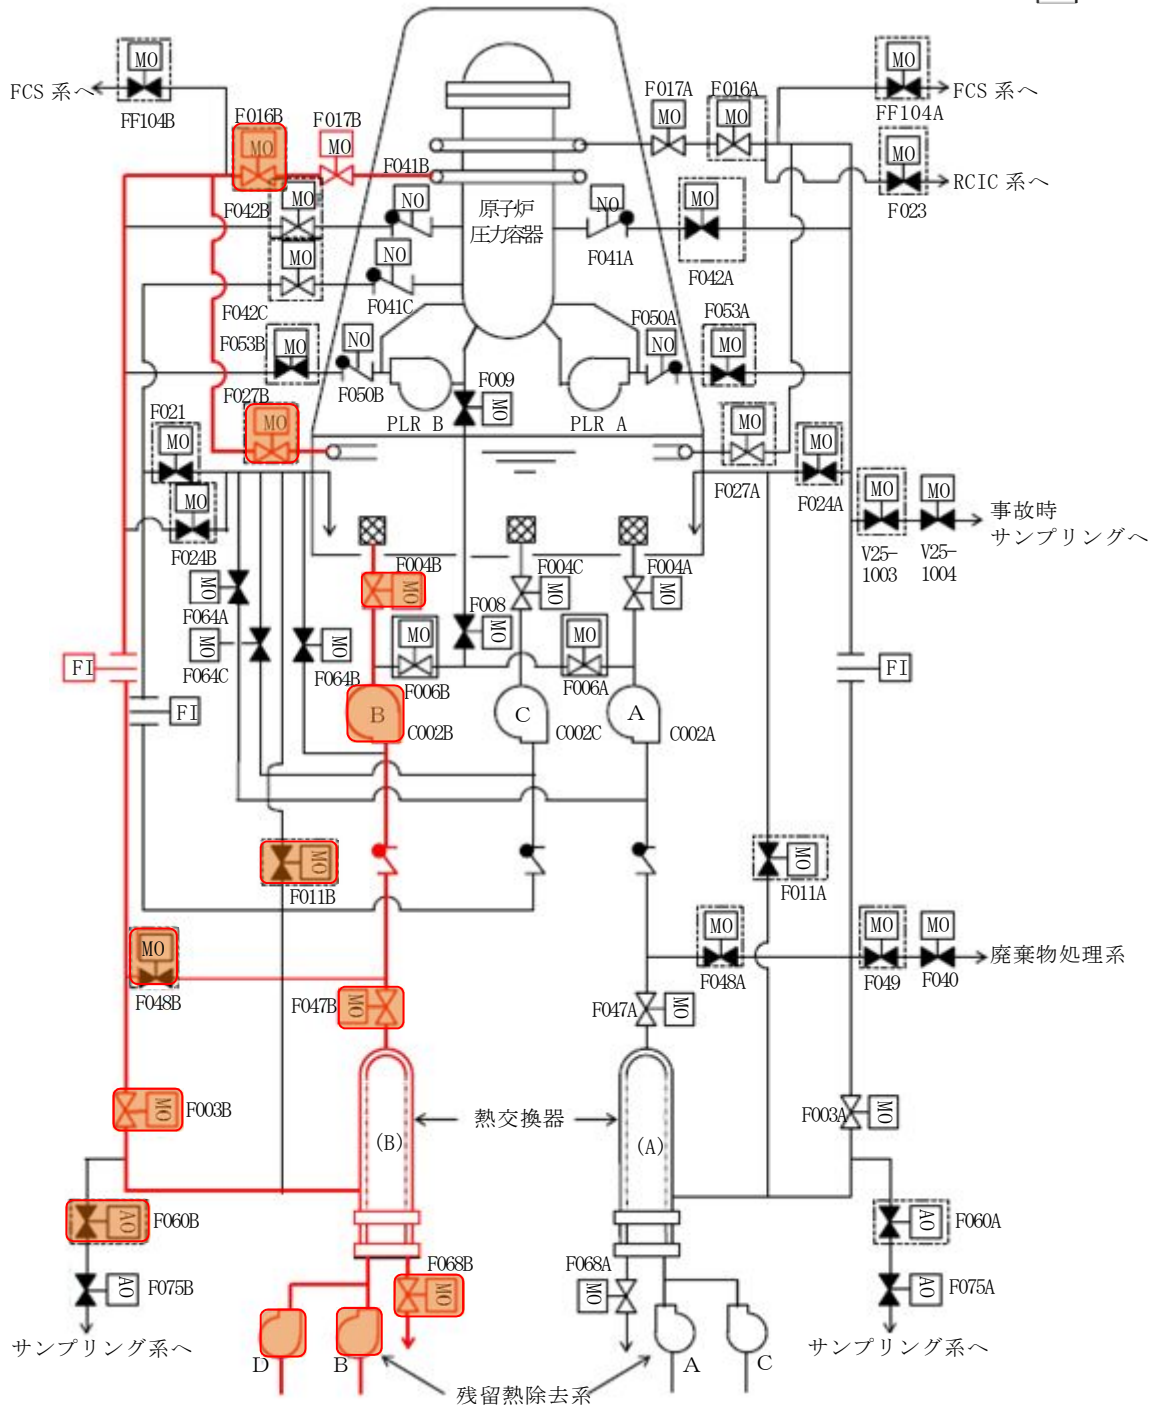 MO
MO
FCS 系へ
FF104B
F016B
F017B
F017A
F016A
MO
MO
MO
MO
FCS 系へ
FF104A
MO
RCIC 系へ
F023
F041B
原子炉
圧力容器
MO
F042B
NO
NO
F041A
MO
F042A
MO
F042C
NO
F041C
F053B
MO
NO
F050B
F050A
NO
F053A
MO
F009
MO
PLR B
PLR A
F027B
MO
F021
MO
MO
F027A
MO
F024A
MO
F024B
MO
MO
V25-
1003
V25-
1004
事故時
サンプリングへ
F004B
MO
F004C
MO
F004A
MO
MO
F064A
MO
F064C
MO
F064B
F008
MO
MO
F006B
MO
F006A
FI
FI
FI
B
C002B
C
C002C
A
C002A
MO
F011B
MO
F011A
MO
F048B
MO
F047B
MO
F048A
MO
F049
MO
F040
廃棄物処理系
F047A
MO
MO
F003B
熱交換器
F003A
MO
(B)
(A)
AO
F060B
AO
F060A
AO
F075B
AO
F075A
F068B
MO
F068A
MO
サンプリング系へ
サンプリング系へ
D
B
A
C
残留熱除去系